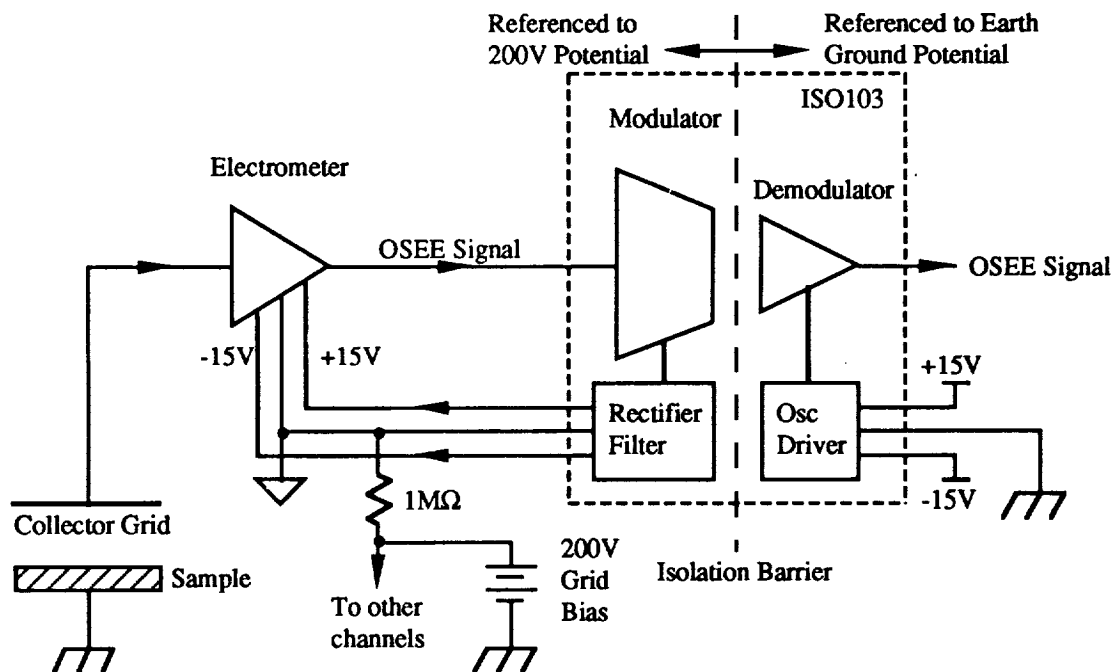 Referenced to
200V Potential
Referenced to Earth
Ground Potential
ISO103
Modulator
Electrometer
Demodulator
OSEE Signal
OSEE Signal
-15V
+15V
+15V
Rectifier
Filter
Osc
Driver
-15V
1MΩ
Collector Grid
200V
Grid
Bias
Isolation Barrier
Sample
To other
channels